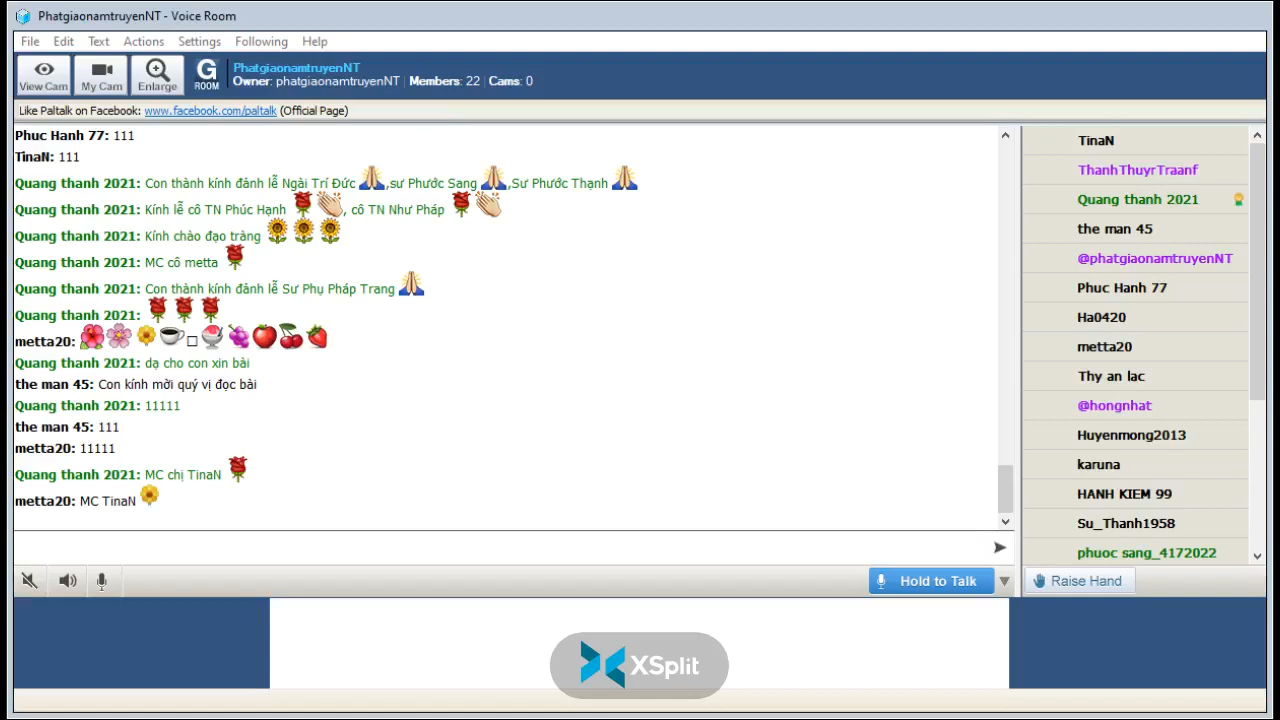 PhatgiaonamtruyenNT - Voice Room
File Edit Text Actions Settings Following Help
View Cam My Cam Enlarge G ROOM
PhatgiaonamtruyenNT
Owner: phatgiaonamtruyenNT | Members: 22 | Cams: 0
Like Paltalk on Facebook: www.facebook.com/paltalk (Official Page)
Phuc Hanh 77: 111
TinaN: 111
Quang thanh 2021: Con thành kính đảnh lễ Ngài Trí Đức 🙏,sư Phước Sang 🙏,Sư Phước Thạnh 🙏
Quang thanh 2021: Kính lễ cô TN Phúc Hạnh 🌹👏, cô TN Như Pháp 🌹👏
Quang thanh 2021: Kính chào đạo tràng 🌻🌻🌻
Quang thanh 2021: MC cô metta 🌹
Quang thanh 2021: Con thành kính đảnh lễ Sư Phụ Pháp Trang 🙏
Quang thanh 2021: 🌹🌹🌹
metta20: 🌺🌸🌼☕□🍨🍇🍎🍒🍓
Quang thanh 2021: dạ cho con xin bài
the man 45: Con kính mời quý vị đọc bài
Quang thanh 2021: 11111
the man 45: 111
metta20: 11111
Quang thanh 2021: MC chị TinaN 🌹
metta20: MC TinaN 🌼
TinaN
ThanhThuyrTraanf
Quang thanh 2021
the man 45
@phatgiaonamtruyenNT
Phuc Hanh 77
Ha0420
metta20
Thy an lac
@hongnhat
Huyenmong2013
karuna
HANH KIEM 99
Su_Thanh1958
phuoc sang_4172022
Hold to Talk
Raise Hand
XSplit